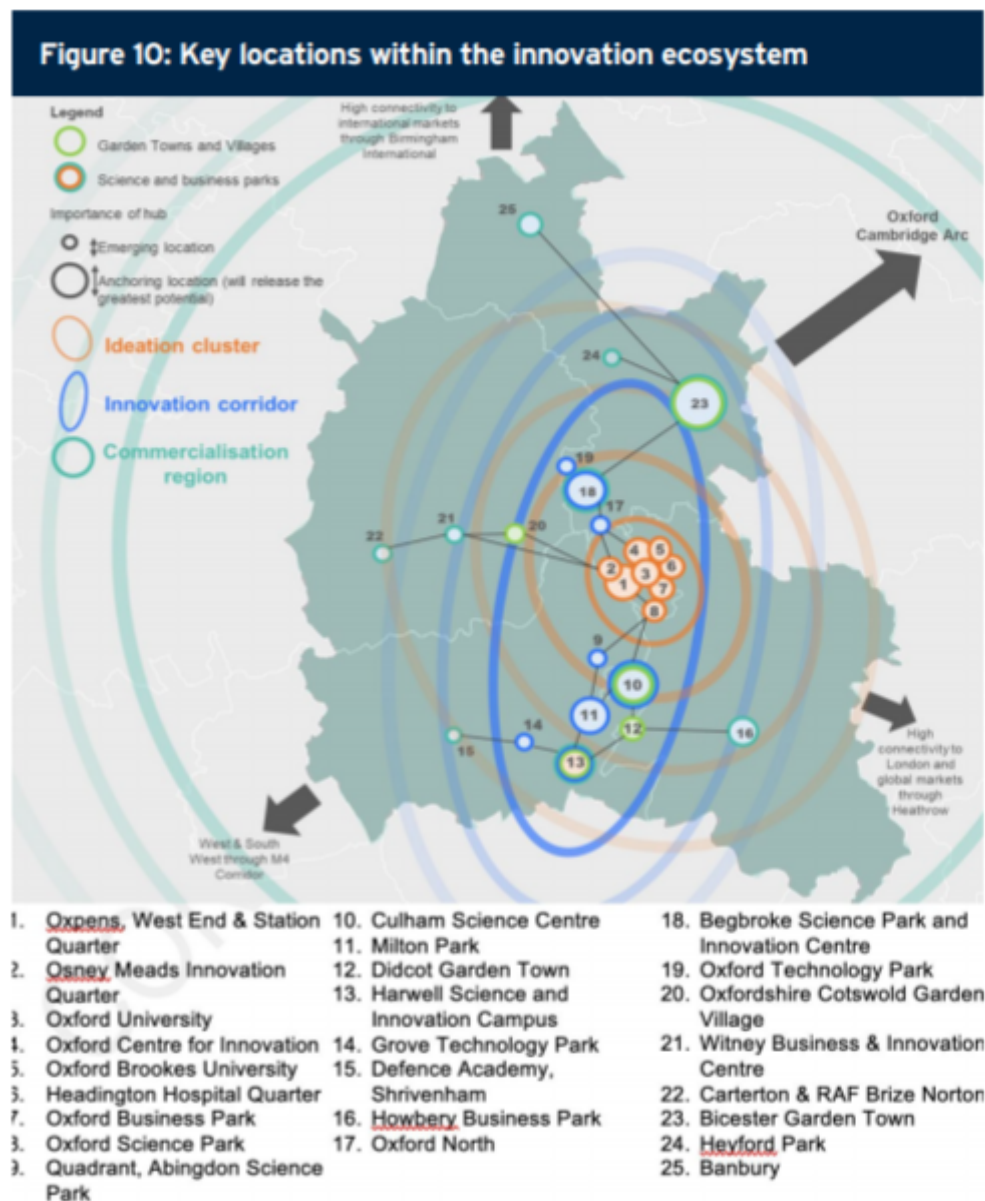 Figure 10: Key locations within the innovation ecosystem
Legend
Garden Towns and Villages
Science and business parks
Importance of hub
Emerging location
Anchoring location (will release the
greatest potential)
Ideation cluster
Innovation corridor
Commercialisation
region
High connectivity to
international markets
through Birmingham
International
Oxford
Cambridge Arc
25
24
23
19
18
17
22
21
20
4
5
2
3
6
1
7
8
9
10
11
12
14
13
15
16
High
connectivity to
London and
global markets
through
Heathrow
West & South
West through M4
Corridor
1. Oxpens, West End & Station
Quarter
2. Osney Meads Innovation
Quarter
3. Oxford University
4. Oxford Centre for Innovation
5. Oxford Brookes University
6. Headington Hospital Quarter
7. Oxford Business Park
8. Oxford Science Park
9. Quadrant, Abingdon Science
Park
10. Culham Science Centre
11. Milton Park
12. Didcot Garden Town
13. Harwell Science and
Innovation Campus
14. Grove Technology Park
15. Defence Academy,
Shrivenham
16. Howbery Business Park
17. Oxford North
18. Begbroke Science Park and
Innovation Centre
19. Oxford Technology Park
20. Oxfordshire Cotswold Garden
Village
21. Witney Business & Innovation
Centre
22. Carterton & RAF Brize Norton
23. Bicester Garden Town
24. Heyford Park
25. Banbury